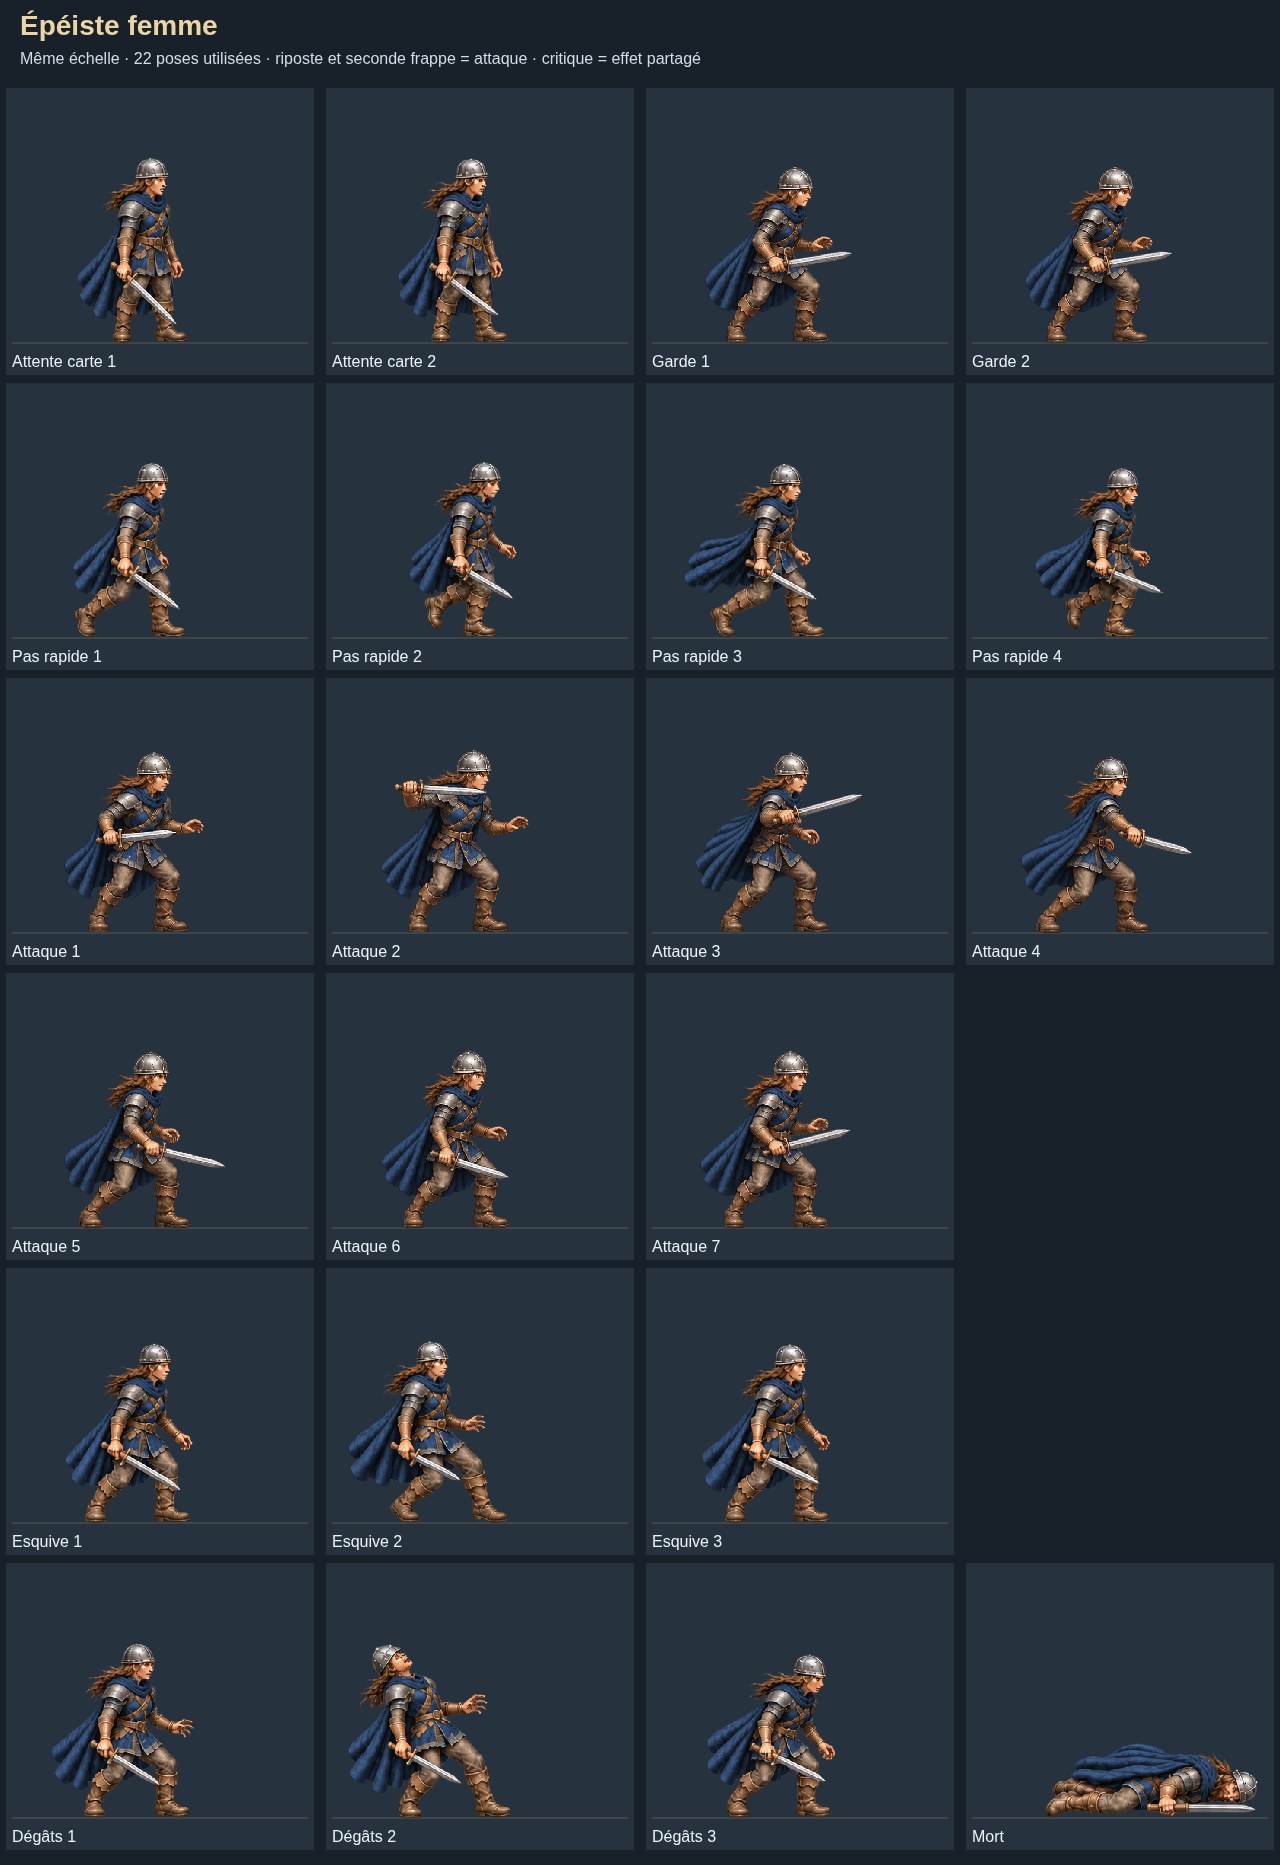 Épéiste femme
Même échelle · 22 poses utilisées · riposte et seconde frappe = attaque · critique = effet partagé
Attente carte 1
Attente carte 2
Garde 1
Garde 2
Pas rapide 1
Pas rapide 2
Pas rapide 3
Pas rapide 4
Attaque 1
Attaque 2
Attaque 3
Attaque 4
Attaque 5
Attaque 6
Attaque 7
Esquive 1
Esquive 2
Esquive 3
Dégâts 1
Dégâts 2
Dégâts 3
Mort